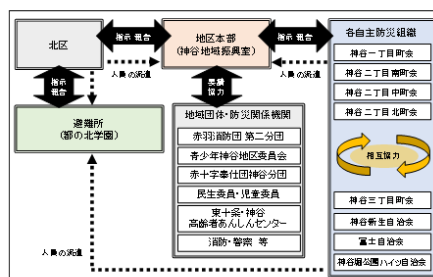 北区
指示 報告
地区本部
(神谷地域振興室)
指示 報告
各自主防災組織
神谷一丁目町会
神谷二丁目南町会
神谷二丁目中町会
神谷二丁目北町会
相互協力
神谷三丁目町会
神谷新生自治会
富士自治会
神谷堀公園ハイツ自治会
人員の派遣
人員の派遣
指示
報告
協力
避難所
(都の北学園)
地域団体・防災関係機関
赤羽消防団 第二分団
青少年神谷地区委員会
赤十字奉仕団神谷分団
民生委員・児童委員
東十条・神谷
高齢者あんしんセンター
消防・警察 等
人員の派遣